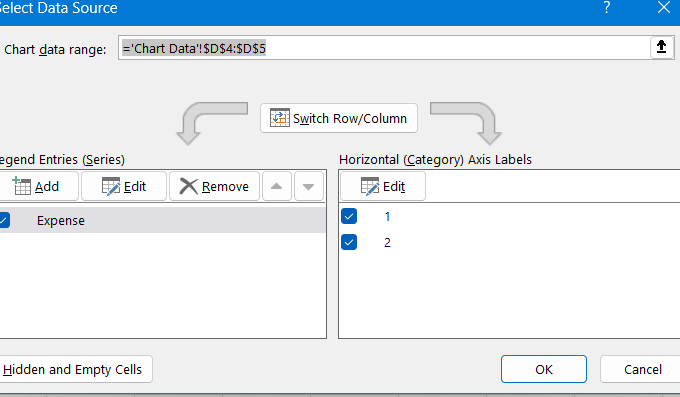 Select Data Source ?
Chart data range: ='Chart Data'!$D$4:$D$5
Switch Row/Column
egend Entries (Series)
Add Edit Remove
Expense
Horizontal (Category) Axis Labels
Edit
1
2
Hidden and Empty Cells
OK Cancel